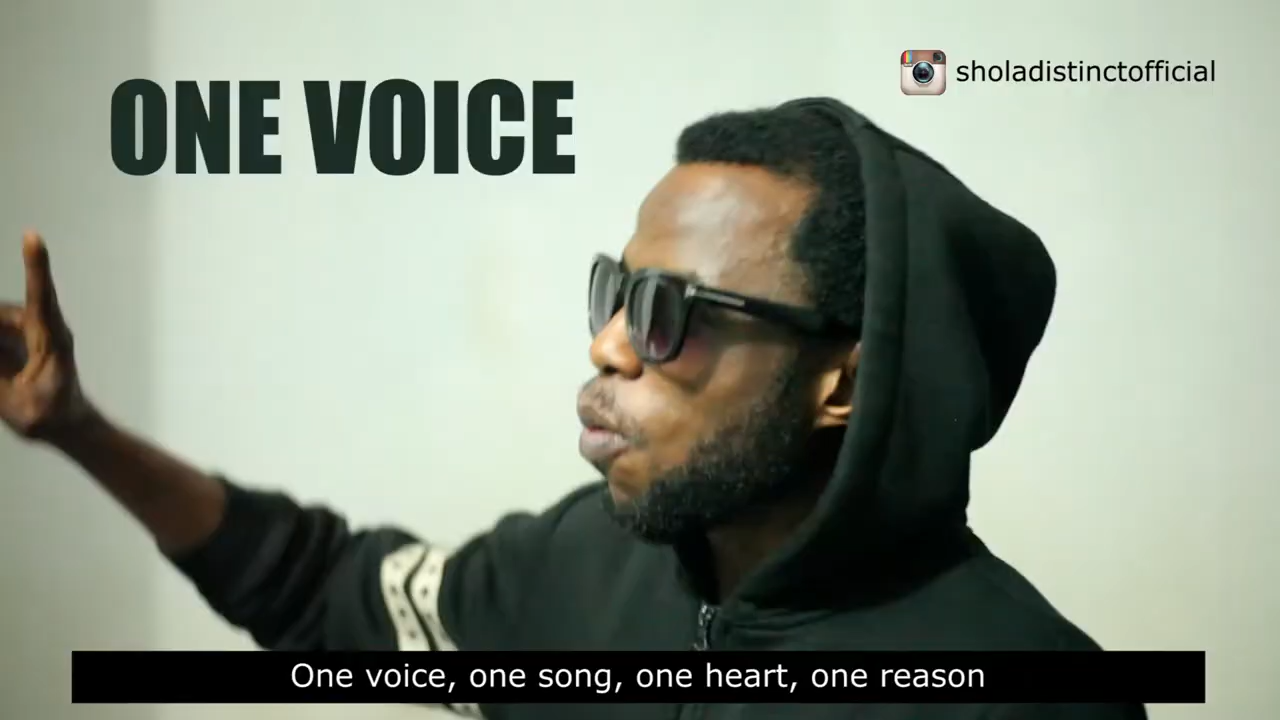 sholadistinctofficial
ONE VOICE
One voice, one song, one heart, one reason